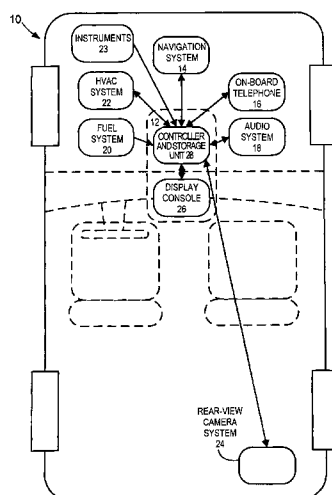 10
INSTRUMENTS
23
NAVIGATION
SYSTEM
14
HVAC
SYSTEM
22
ON-BOARD
TELEPHONE
16
FUEL
SYSTEM
20
12
CONTROLLER
ANDSTORAGE
UNIT 28
AUDIO
SYSTEM
18
DISPLAY
CONSOLE
26
REAR-VIEW
CAMERA
SYSTEM
24